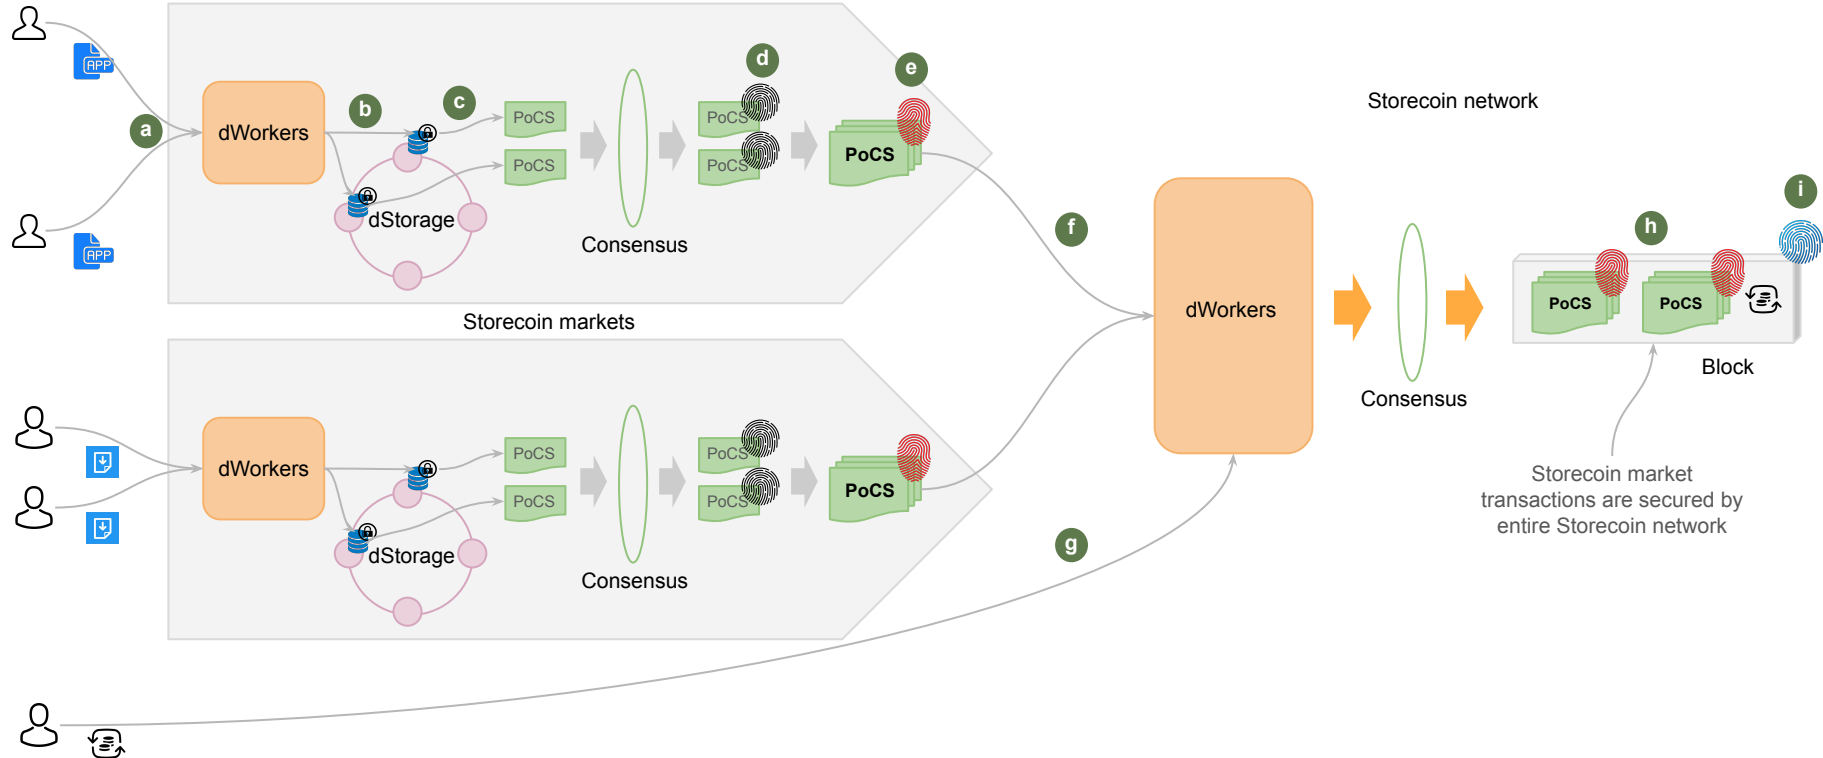 APP
a
dWorkers
b
c
PoCS
PoCS
dStorage
Consensus
d
PoCS
PoCS
e
PoCS
APP
Storecoin markets
dWorkers
PoCS
PoCS
dStorage
Consensus
PoCS
PoCS
PoCS
f
g
Storecoin network
dWorkers
Consensus
h
i
PoCS
PoCS
Block
Storecoin market
transactions are secured by
entire Storecoin network